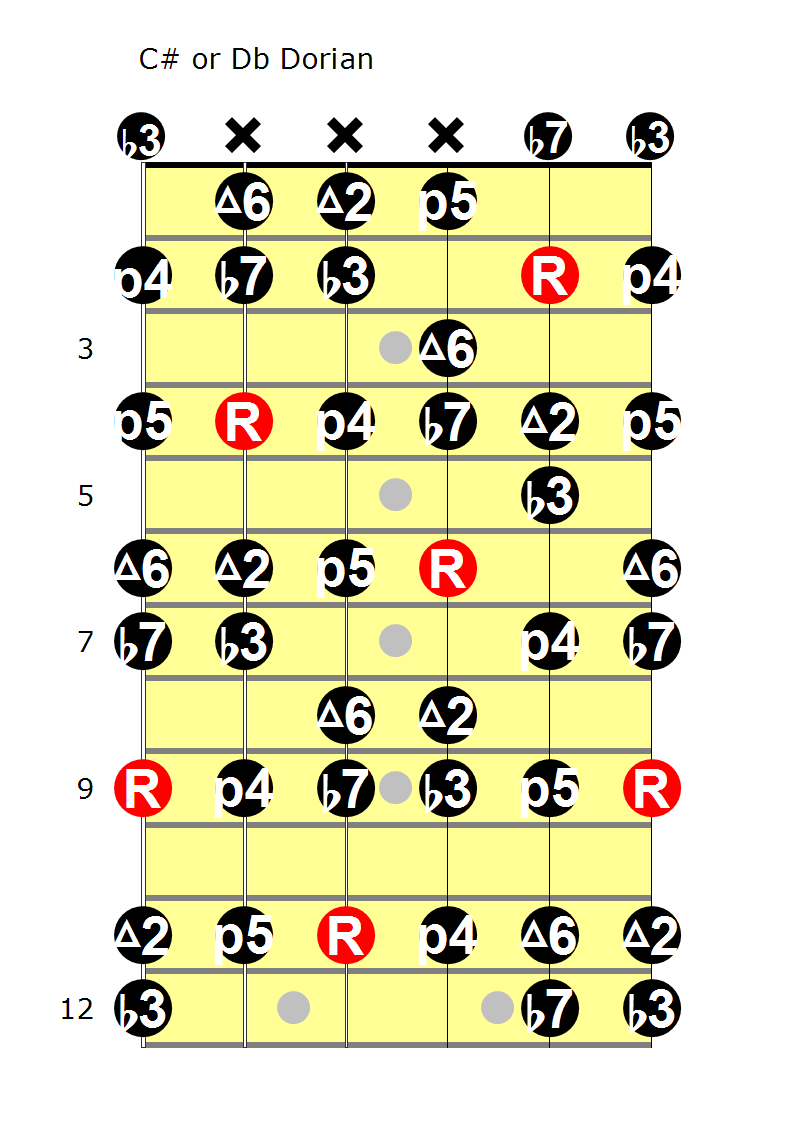 C# or Db Dorian
♭3 × × × ♭7 ♭3
Δ6 Δ2 p5
p4 ♭7 ♭3 R p4
3 Δ6
p5 R p4 ♭7 Δ2 p5
5 ♭3
Δ6 Δ2 p5 R Δ6
7 ♭7 ♭3 p4 ♭7
Δ6 Δ2
9 R p4 ♭7 ♭3 p5 R
Δ2 p5 R p4 Δ6 Δ2
12 ♭3 ♭7 ♭3